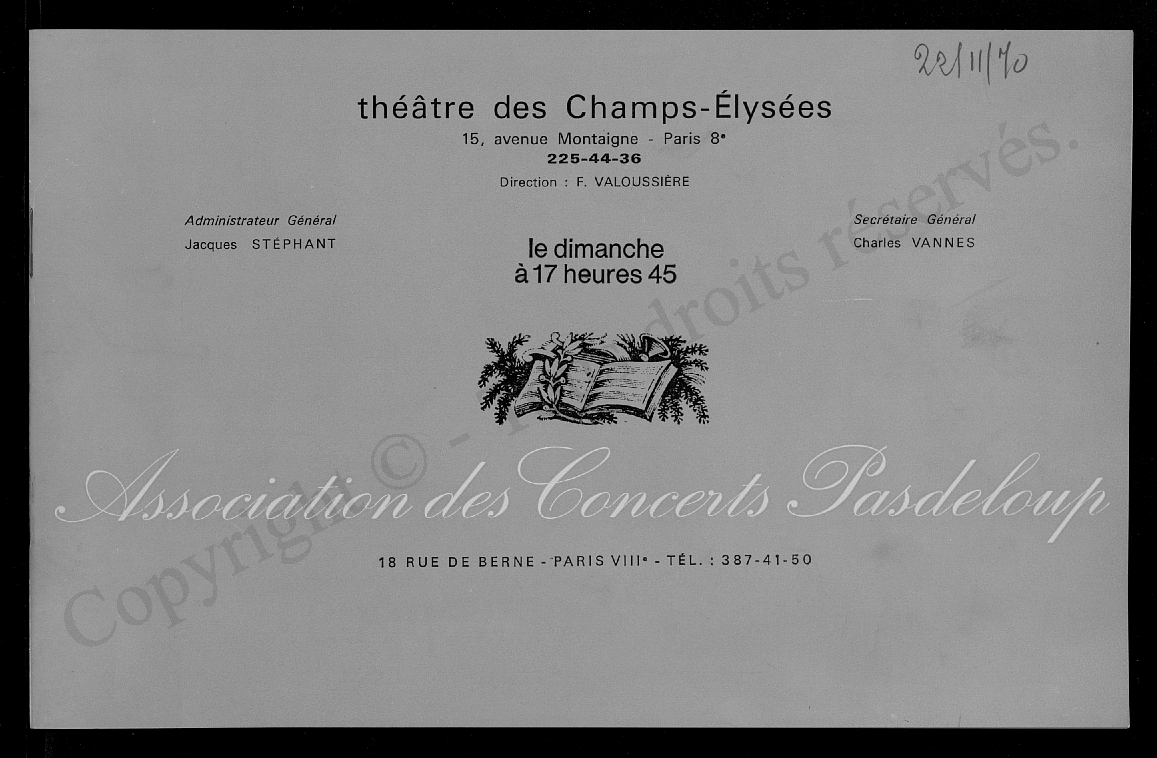 22/11/70
théâtre des Champs-Élysées
15, avenue Montaigne - Paris 8e
225-44-36
Direction : F. VALOUSSIÈRE
Administrateur Général
Jacques STÉPHANT
Secrétaire Général
Charles VANNES
le dimanche
à 17 heures 45
Association des Concerts Pasdeloup
18 RUE DE BERNE - PARIS VIIIe - TÉL. : 387-41-50
Copyright © - droits réservés.